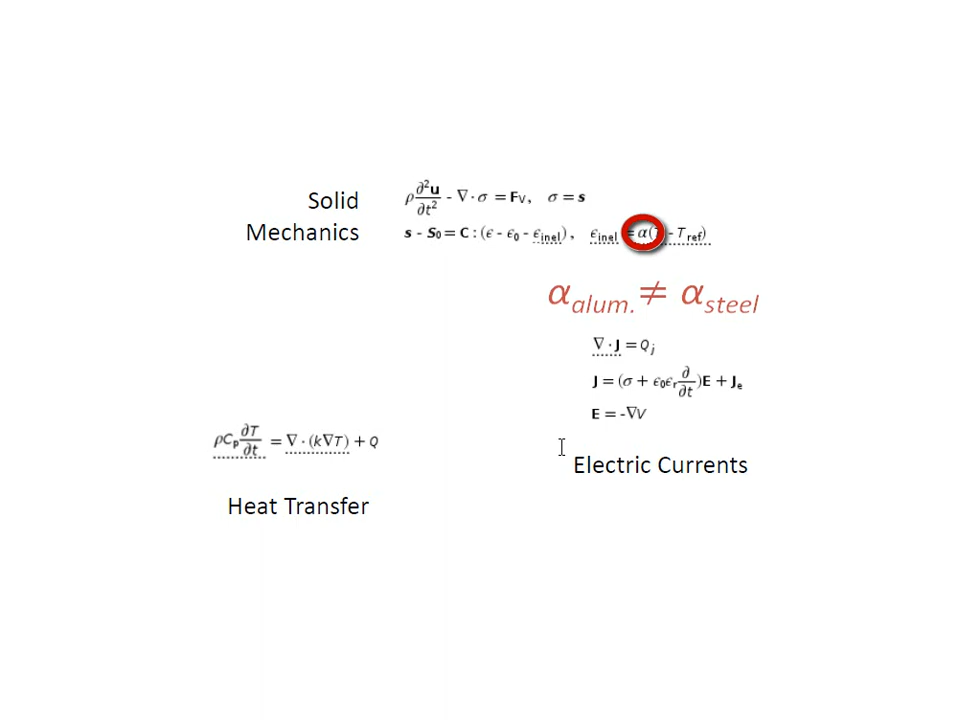 Solid
Mechanics
ρ ∂²u/∂t² - ∇·σ = Fv, σ = s
s - S₀ = C : (ϵ - ϵ₀ - ϵinel), ϵinel = α(T - Tref)
αalum. ≠ αsteel
∇·J = Qj
J = (σ + ϵ₀ϵr ∂/∂t)E + Je
E = -∇V
ρCp ∂T/∂t = ∇·(k∇T) + Q
Electric Currents
Heat Transfer